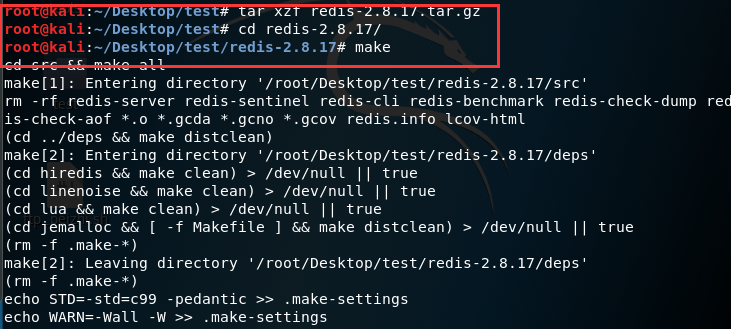 root@kali:~/Desktop/test# tar xzf redis-2.8.17.tar.gz
root@kali:~/Desktop/test# cd redis-2.8.17/
root@kali:~/Desktop/test/redis-2.8.17# make
cd src && make all
make[1]: Entering directory '/root/Desktop/test/redis-2.8.17/src'
rm -rf redis-server redis-sentinel redis-cli redis-benchmark redis-check-dump red
is-check-aof *.o *.gcda *.gcno *.gcov redis.info lcov-html
(cd ../deps && make distclean)
make[2]: Entering directory '/root/Desktop/test/redis-2.8.17/deps'
(cd hiredis && make clean) > /dev/null || true
(cd linenoise && make clean) > /dev/null || true
(cd lua && make clean) > /dev/null || true
(cd jemalloc && [ -f Makefile ] && make distclean) > /dev/null || true
(rm -f .make-*)
make[2]: Leaving directory '/root/Desktop/test/redis-2.8.17/deps'
(rm -f .make-*)
echo STD=-std=c99 -pedantic >> .make-settings
echo WARN=-Wall -W >> .make-settings